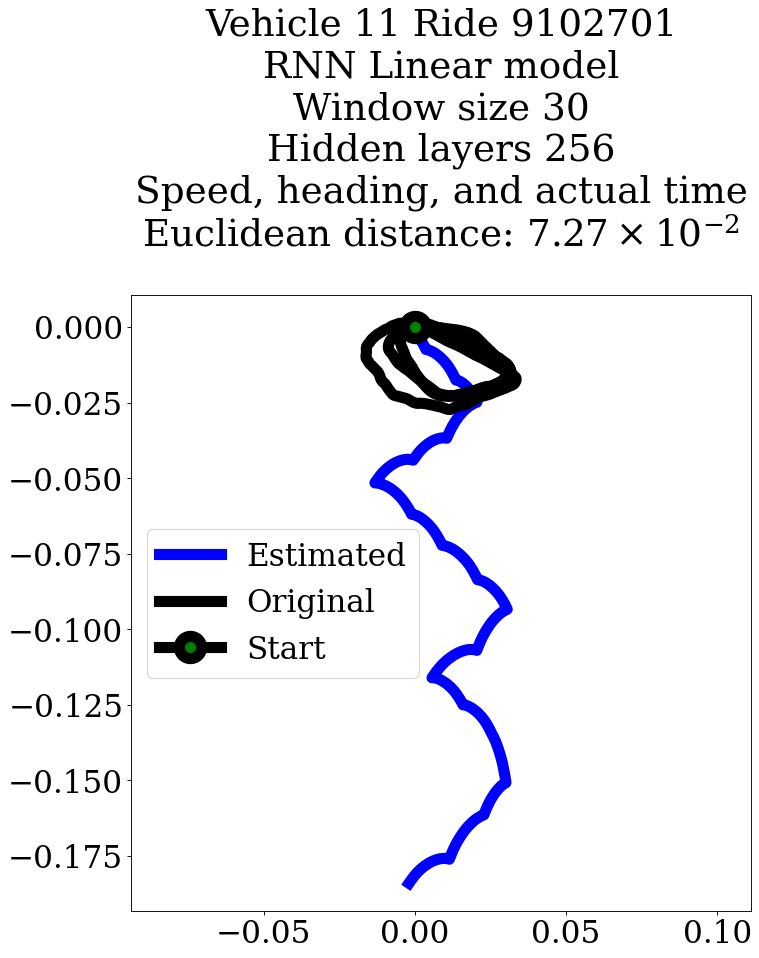 Vehicle 11 Ride 9102701
RNN Linear model
Window size 30
Hidden layers 256
Speed, heading, and actual time
Euclidean distance: 7.27 × 10⁻²
0.000
−0.025
−0.050
−0.075
−0.100
−0.125
−0.150
−0.175
Estimated
Original
Start
−0.05
0.00
0.05
0.10